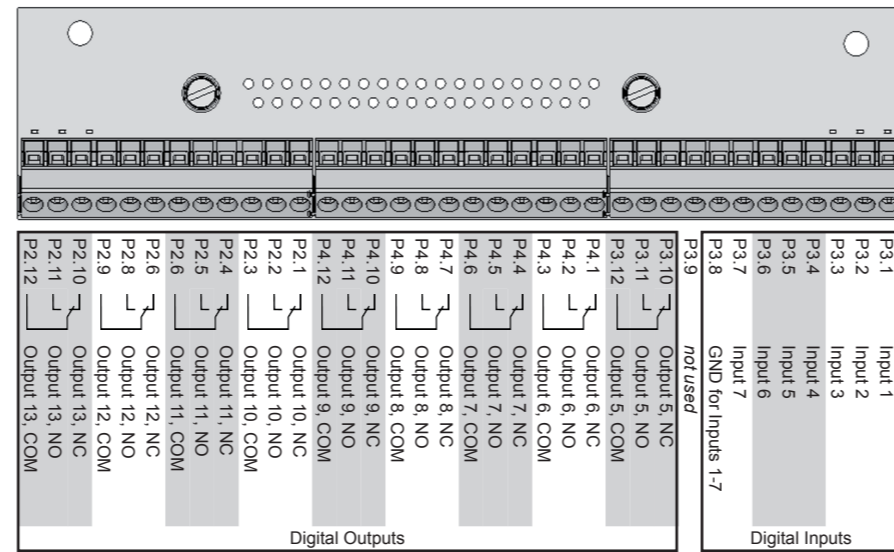 P3.1 Input 1
P3.2 Input 2
P3.3 Input 3
P3.4 Input 4
P3.5 Input 5
P3.6 Input 6
P3.7 Input 7
P3.8 GND for Inputs 1-7
Digital Inputs
P3.9 not used
P3.10 Output 5, NC
P3.11 Output 5, NO
P3.12 Output 5, COM
P4.1 Output 6, NC
P4.2 Output 6, NO
P4.3 Output 6, COM
P4.4 Output 7, NC
P4.5 Output 7, NO
P4.6 Output 7, COM
P4.7 Output 8, NC
P4.8 Output 8, NO
P4.9 Output 8, COM
P4.10 Output 9, NC
P4.11 Output 9, NO
P4.12 Output 9, COM
P2.1 Output 10, NC
P2.2 Output 10, NO
P2.3 Output 10, COM
P2.4 Output 11, NC
P2.5 Output 11, NO
P2.6 Output 11, COM
P2.6 Output 12, NC
P2.8 Output 12, NO
P2.9 Output 12, COM
P2.10 Output 13, NC
P2.11 Output 13, NO
P2.12 Output 13, COM
Digital Outputs